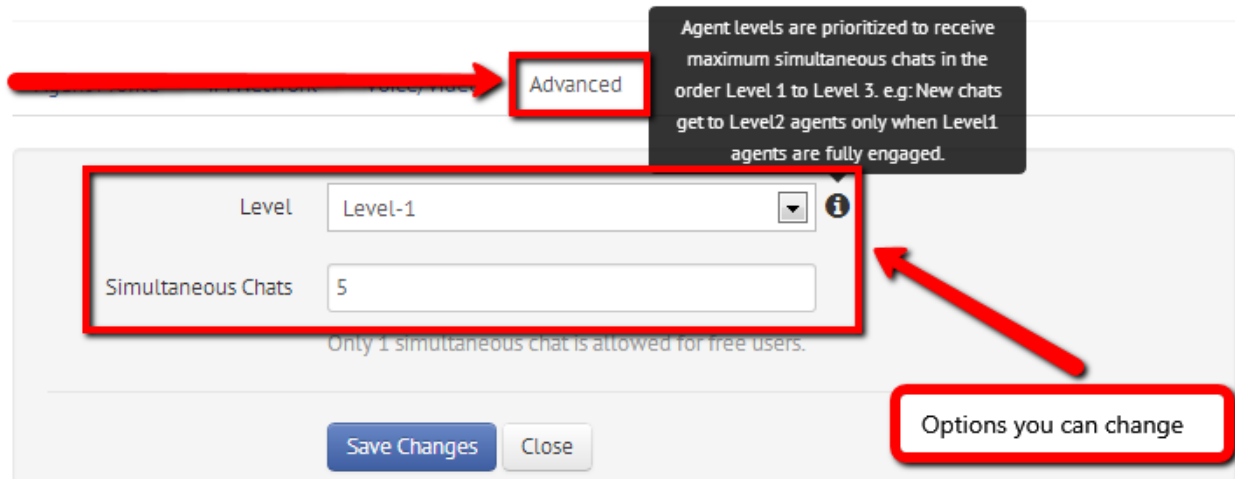 Agent levels are prioritized to receive
maximum simultaneous chats in the
order Level 1 to Level 3. e.g: New chats
get to Level2 agents only when Level1
agents are fully engaged.
Advanced
Level
Level-1
Simultaneous Chats
5
Only 1 simultaneous chat is allowed for free users.
Options you can change
Save Changes
Close